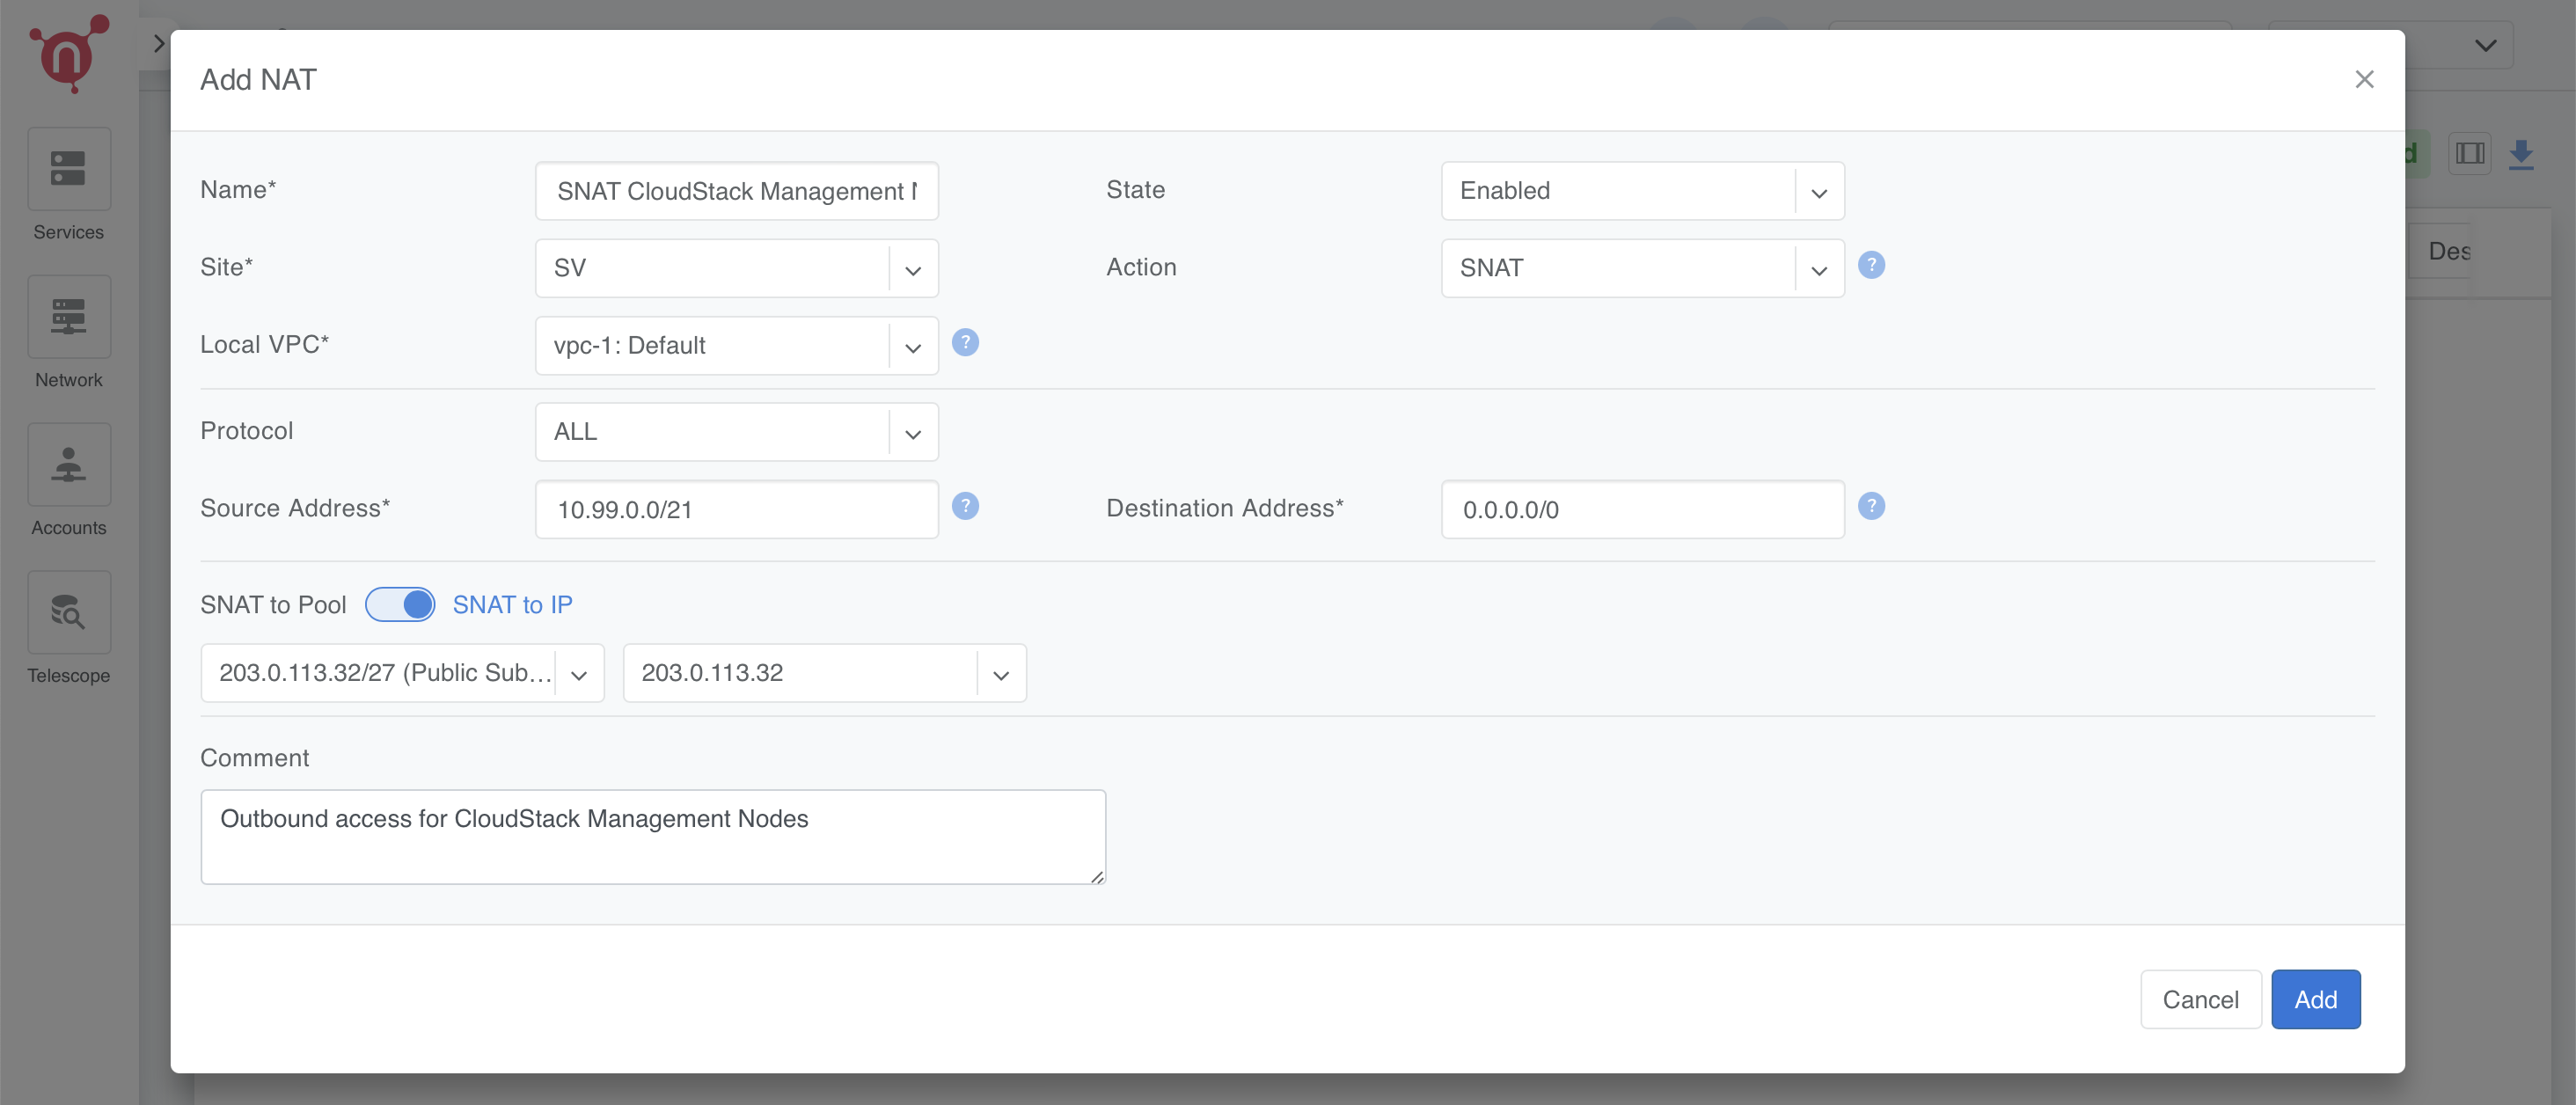 Add NAT
Services
Network
Accounts
Telescope
Name*
SNAT CloudStack Management
State
Enabled
Site*
SV
Action
SNAT
?
Local VPC*
vpc-1: Default
?
Protocol
ALL
Source Address*
10.99.0.0/21
?
Destination Address*
0.0.0.0/0
?
SNAT to Pool
SNAT to IP
203.0.113.32/27 (Public Sub...
203.0.113.32
Comment
Outbound access for CloudStack Management Nodes
Cancel
Add